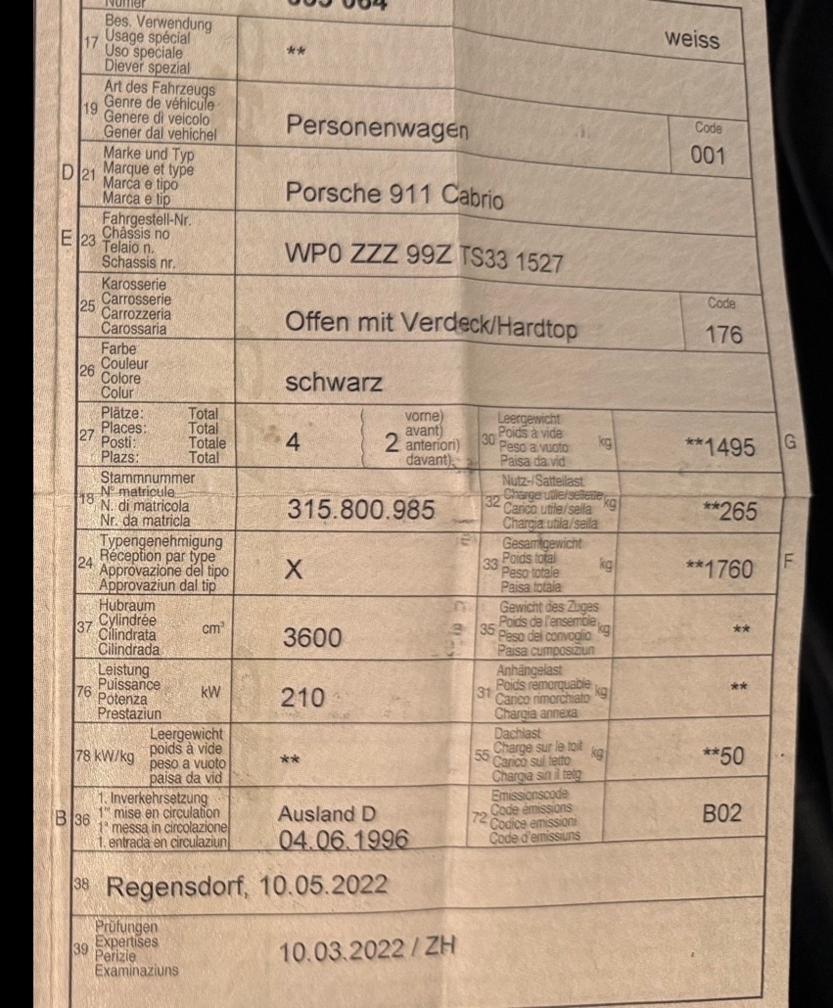 17 Bes. Verwendung
Usage spécial
Uso speciale
Diever spezial
**
weiss
19 Art des Fahrzeugs
Genre de véhicule
Genere di veicolo
Gener dal vehichel
Personenwagen
Code
001
D 21 Marke und Typ
Marque et type
Marca e tipo
Marca e tip
Porsche 911 Cabrio
E 23 Fahrgestell-Nr.
Châssis no
Telaio n.
Schassis nr.
WP0 ZZZ 99Z TS33 1527
25 Karosserie
Carrosserie
Carrozzeria
Carossaria
Offen mit Verdeck/Hardtop
Code
176
26 Farbe
Couleur
Colore
Colur
schwarz
27 Plätze: Total
Places: Total
Posti: Totale
Plazs: Total
4
2 vorne)
avant)
anteriori)
davant)
30 Leergewicht
Poids à vide
Peso a vuoto
Paisa da vid
kg
**1495
G
18 Stammnummer
N° matricule
N. di matricola
Nr. da matricla
315.800.985
32 Nutz-/Sattellast
Charge utile/sellette
Carico utile/sella
Chargia utila/sella
kg
**265
24 Typengenehmigung
Réception par type
Approvazione del tipo
Approvaziun dal tip
X
33 Gesamtgewicht
Poids total
Peso totale
Paisa totala
kg
**1760
F
37 Hubraum
Cylindrée
Cilindrata
Cilindrada
cm³
3600
35 Gewicht des Zuges
Poids de l'ensemble
Peso del convoglio
Paisa cumposiziun
kg
**
76 Leistung
Puissance
Potenza
Prestaziun
kW
210
31 Anhängelast
Poids remorquable
Carico rimorchiato
Chargia annexa
kg
**
78 kW/kg
Leergewicht
poids à vide
peso a vuoto
paisa da vid
**
55 Dachlast
Charge sur le toit
Carico sul tetto
Chargia sin il tetg
kg
**50
B 36 1. Inverkehrsetzung
1re mise en circulation
1a messa in circolazione
1. entrada en circulaziun
Ausland D
04.06.1996
72 Emissionscode
Code émissions
Codice emissioni
Code d'emissiuns
B02
38 Regensdorf, 10.05.2022
39 Prüfungen
Expertises
Perizie
Examinaziuns
10.03.2022 / ZH